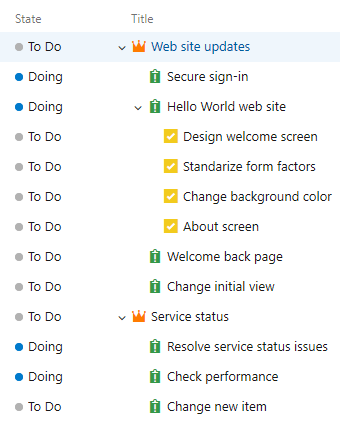 State Title
To Do Web site updates
Doing Secure sign-in
Doing Hello World web site
To Do Design welcome screen
To Do Standarize form factors
To Do Change background color
To Do About screen
To Do Welcome back page
To Do Change initial view
To Do Service status
Doing Resolve service status issues
Doing Check performance
To Do Change new item